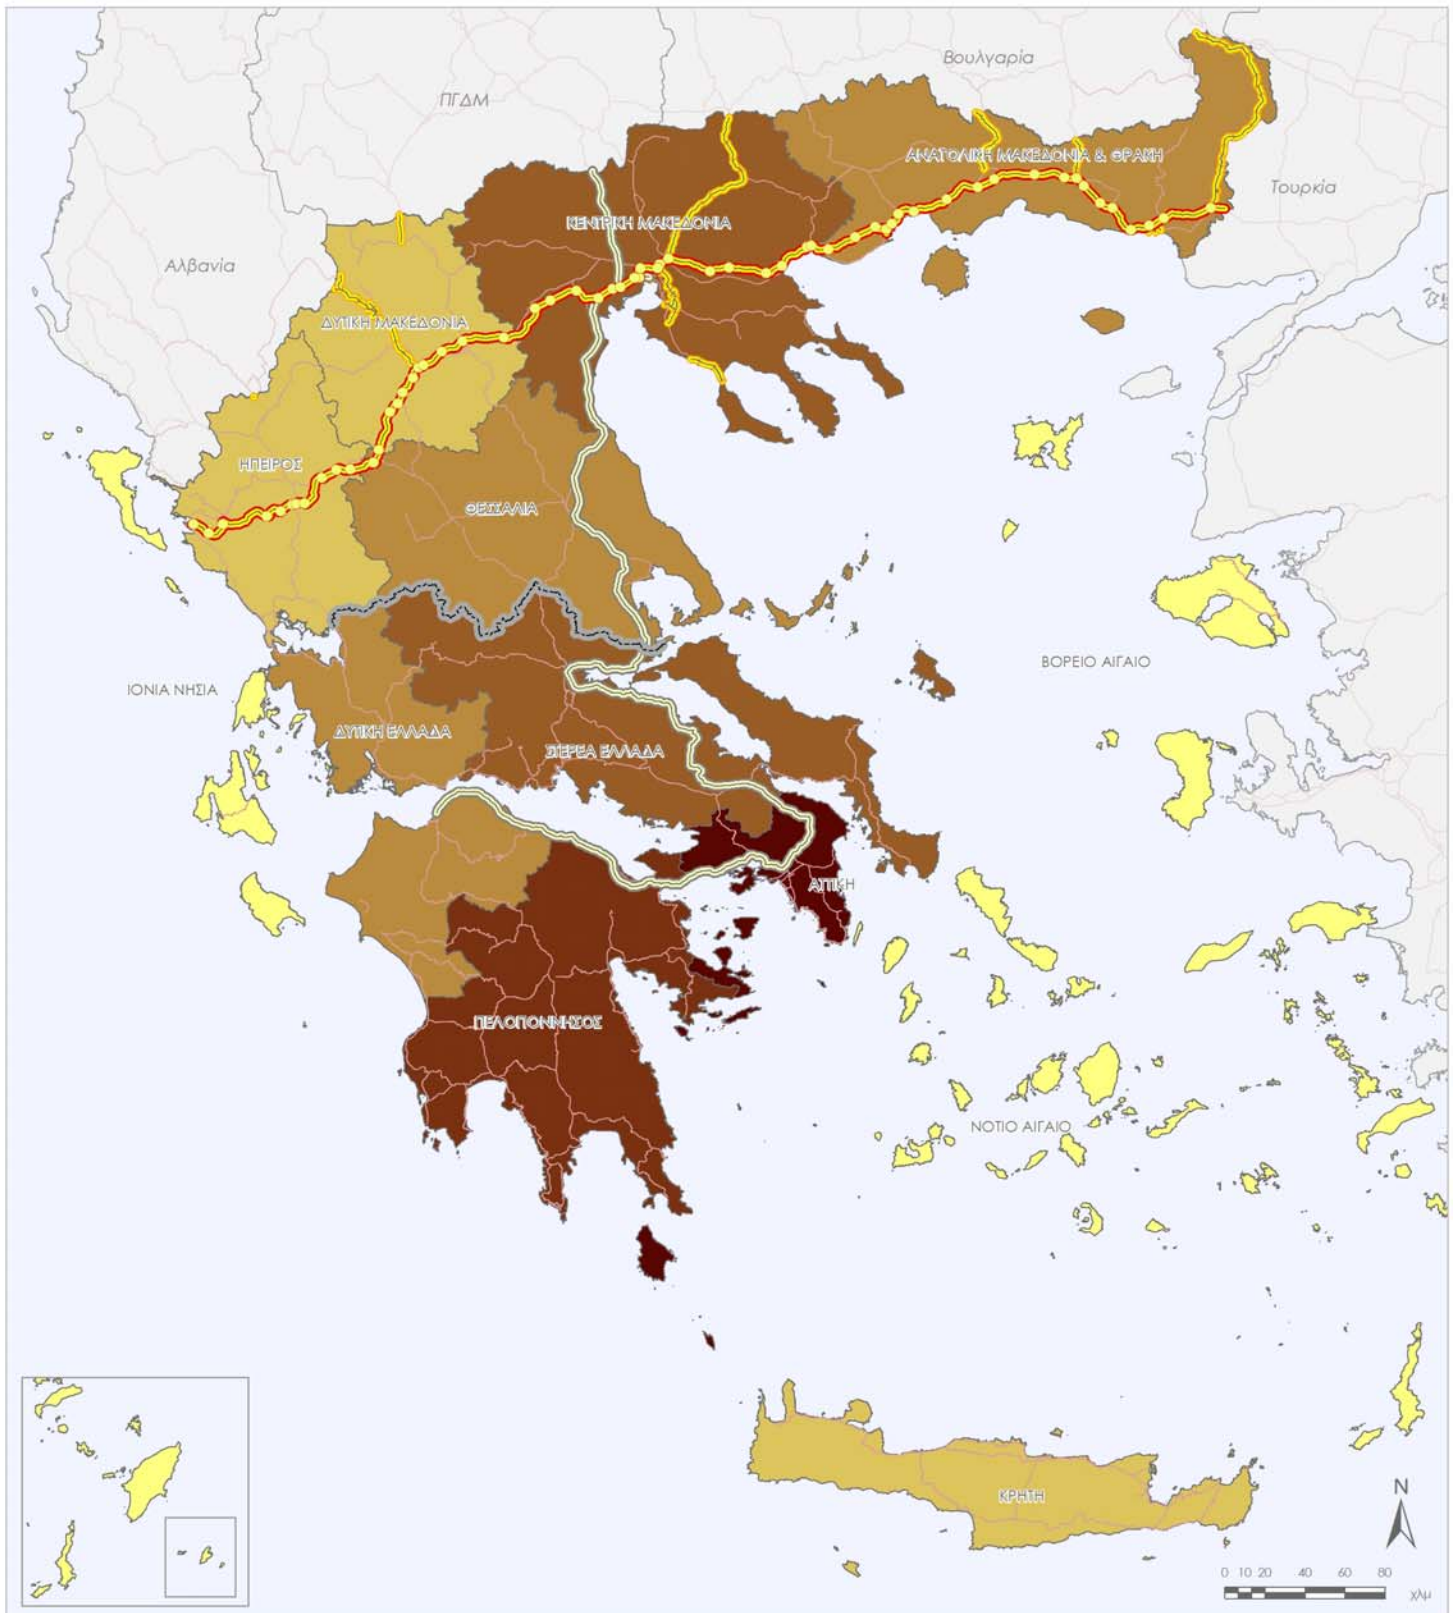 Βουλγαρία
ΠΓΔΜ
ΑΝΑΤΟΛΙΚΗ ΜΑΚΕΔΟΝΙΑ & ΘΡΑΚΗ
Τουρκία
ΚΕΝΤΡΙΚΗ ΜΑΚΕΔΟΝΙΑ
Αλβανία
ΔΥΤΙΚΗ ΜΑΚΕΔΟΝΙΑ
ΗΠΕΙΡΟΣ
ΘΕΣΣΑΛΙΑ
ΒΟΡΕΙΟ ΑΙΓΑΙΟ
ΙΟΝΙΑ ΝΗΣΙΑ
ΔΥΤΙΚΗ ΕΛΛΑΔΑ
ΣΤΕΡΕΑ ΕΛΛΑΔΑ
ΑΤΤΙΚΗ
ΠΕΛΟΠΟΝΝΗΣΟΣ
ΝΟΤΙΟ ΑΙΓΑΙΟ
ΚΡΗΤΗ
N
0 10 20 40 60 80
χλμ